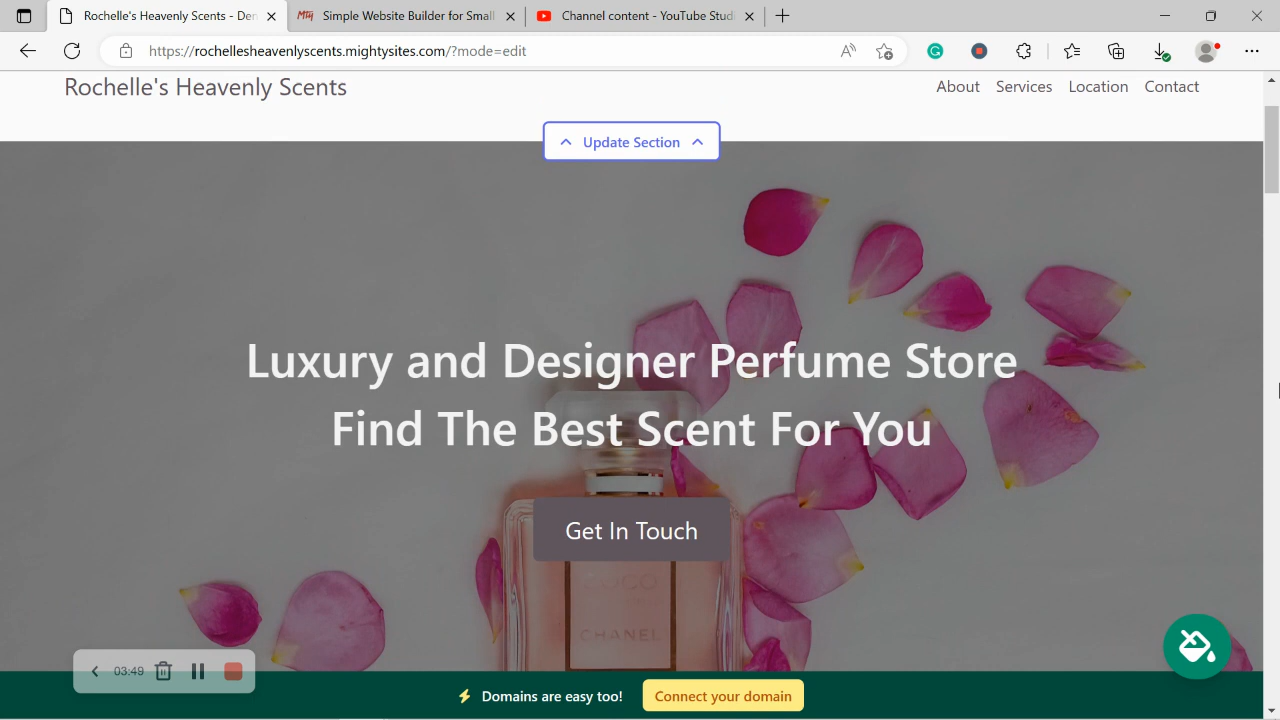 Rochelle's Heavenly Scents - Den
Simple Website Builder for Small
Channel content - YouTube Studi
https://rochellesheavenlyscents.mightysites.com/?mode=edit
Rochelle's Heavenly Scents
About Services Location Contact
Update Section
Luxury and Designer Perfume Store
Find The Best Scent For You
Get In Touch
COCO
CHANEL
03:49
Domains are easy too! Connect your domain